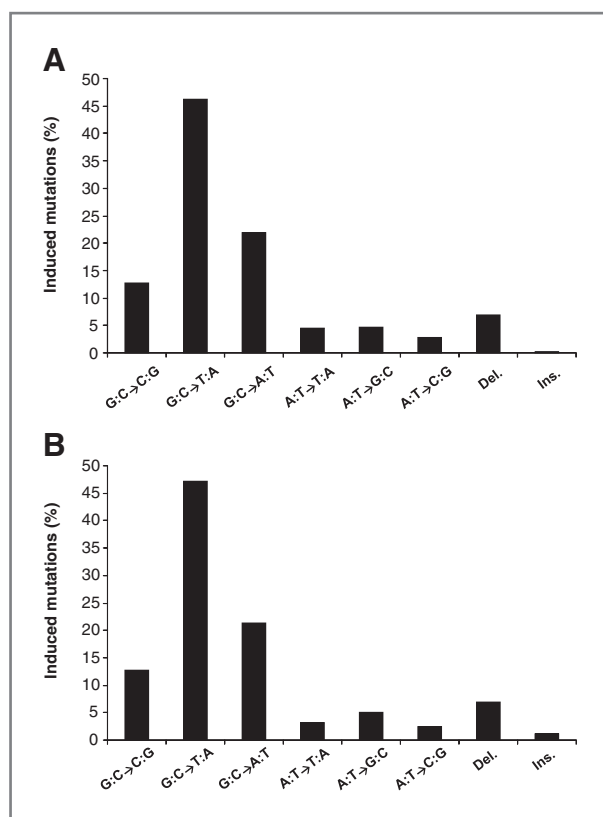 A
Induced mutations (%)
50
45
40
35
30
25
20
15
10
5
0
G:C→C:G
G:C→T:A
G:C→A:T
A:T→T:A
A:T→G:C
A:T→C:G
Del.
Ins.
B
Induced mutations (%)
50
45
40
35
30
25
20
15
10
5
0
G:C→C:G
G:C→T:A
G:C→A:T
A:T→T:A
A:T→G:C
A:T→C:G
Del.
Ins.